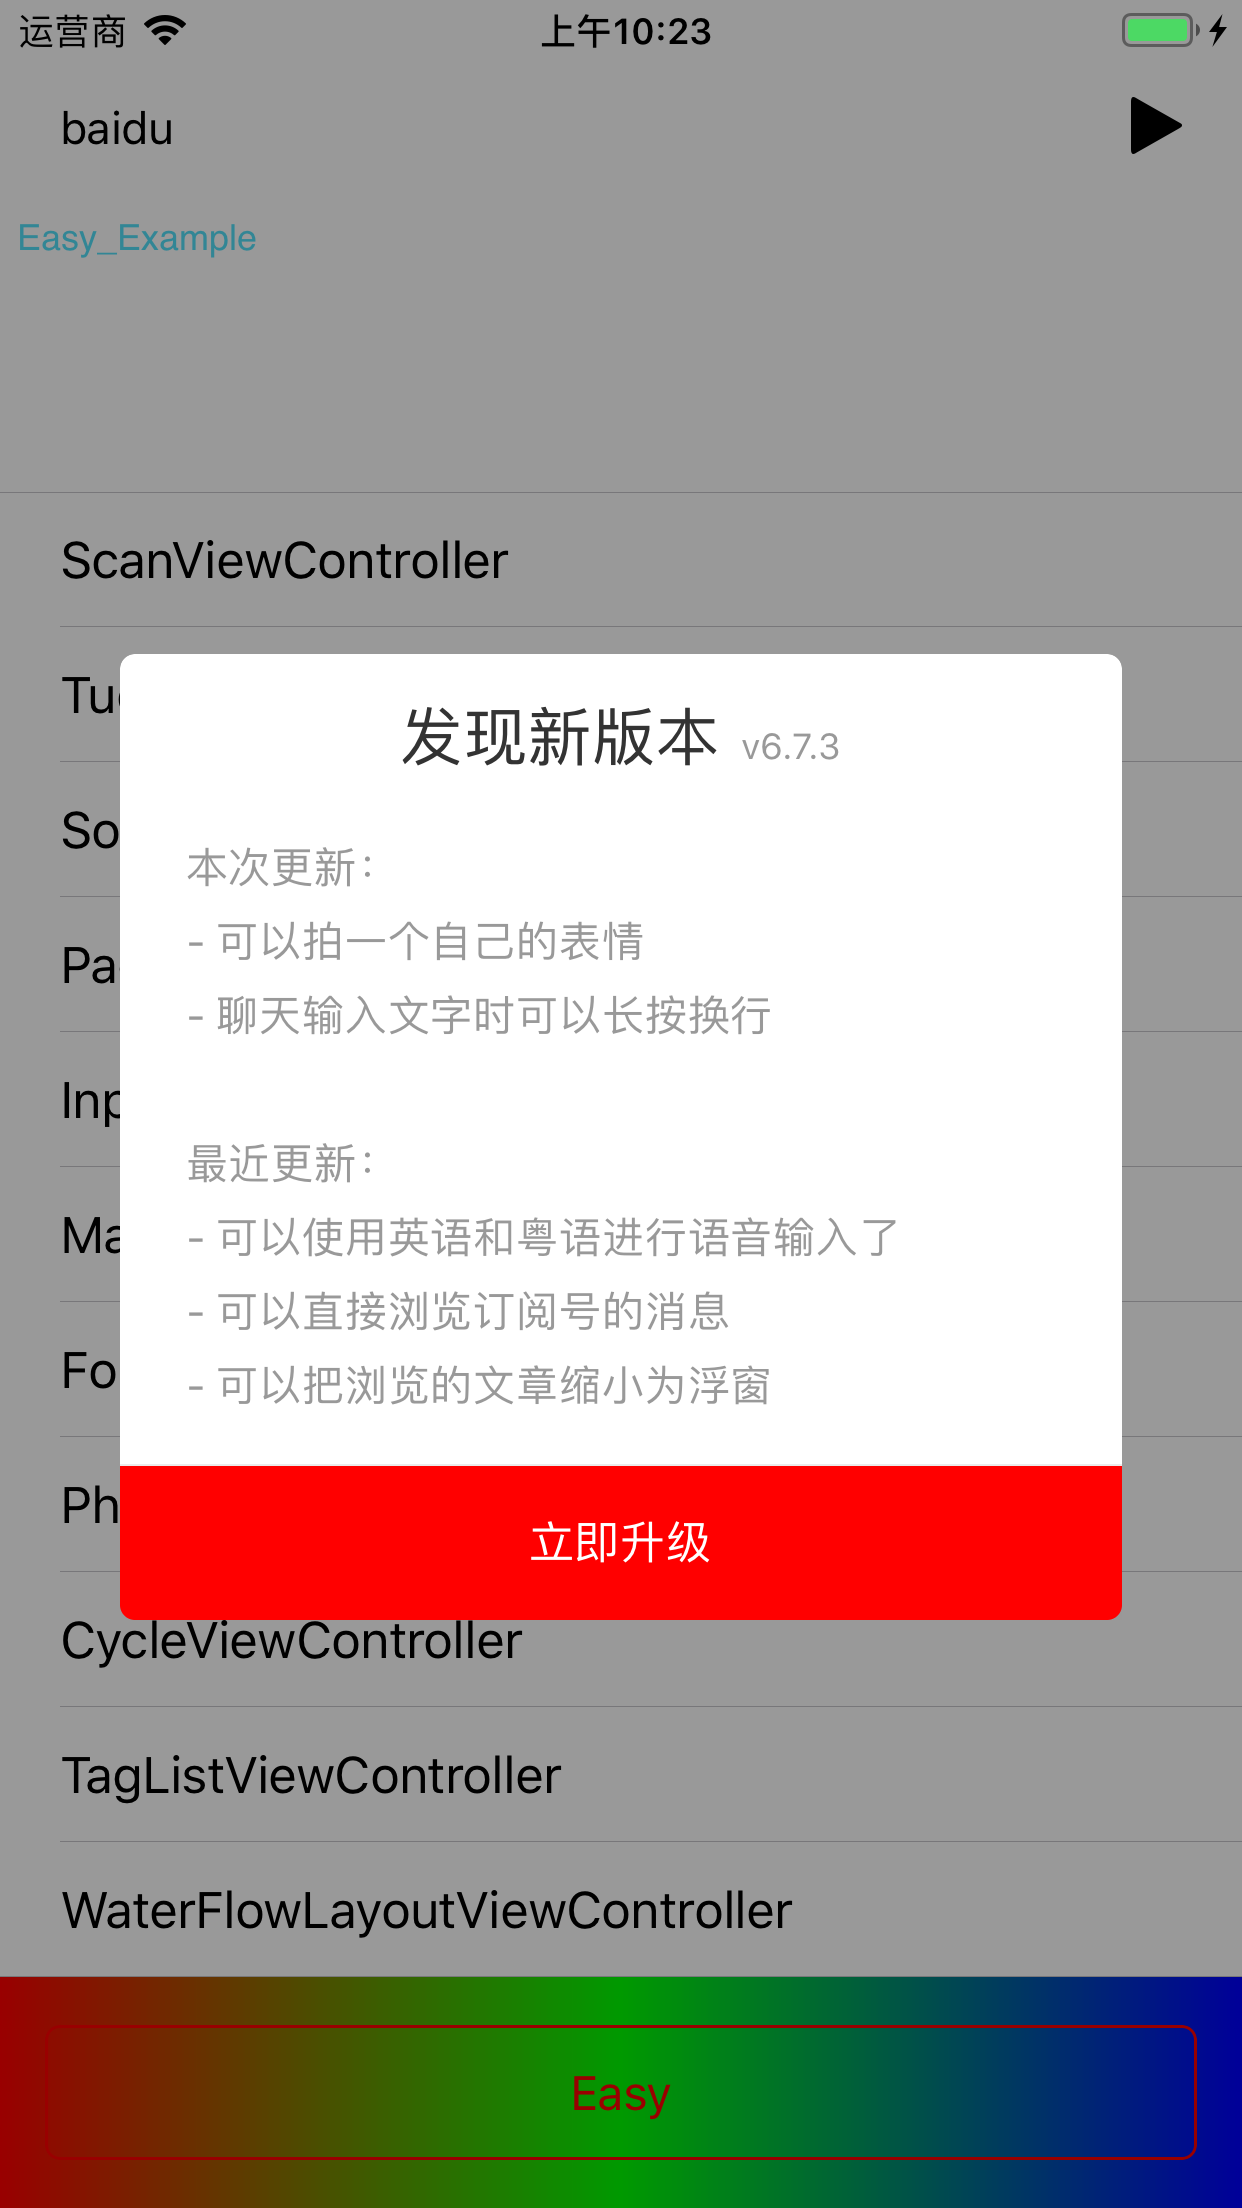 运营商 上午10:23
baidu
Easy_Example
ScanViewController
Tu
So
Pa
Inp
Ma
Fo
Ph
发现新版本 v6.7.3
本次更新：
- 可以拍一个自己的表情
- 聊天输入文字时可以长按换行
最近更新：
- 可以使用英语和粤语进行语音输入了
- 可以直接浏览订阅号的消息
- 可以把浏览的文章缩小为浮窗
立即升级
CycleViewController
TagListViewController
WaterFlowLayoutViewController
Easy